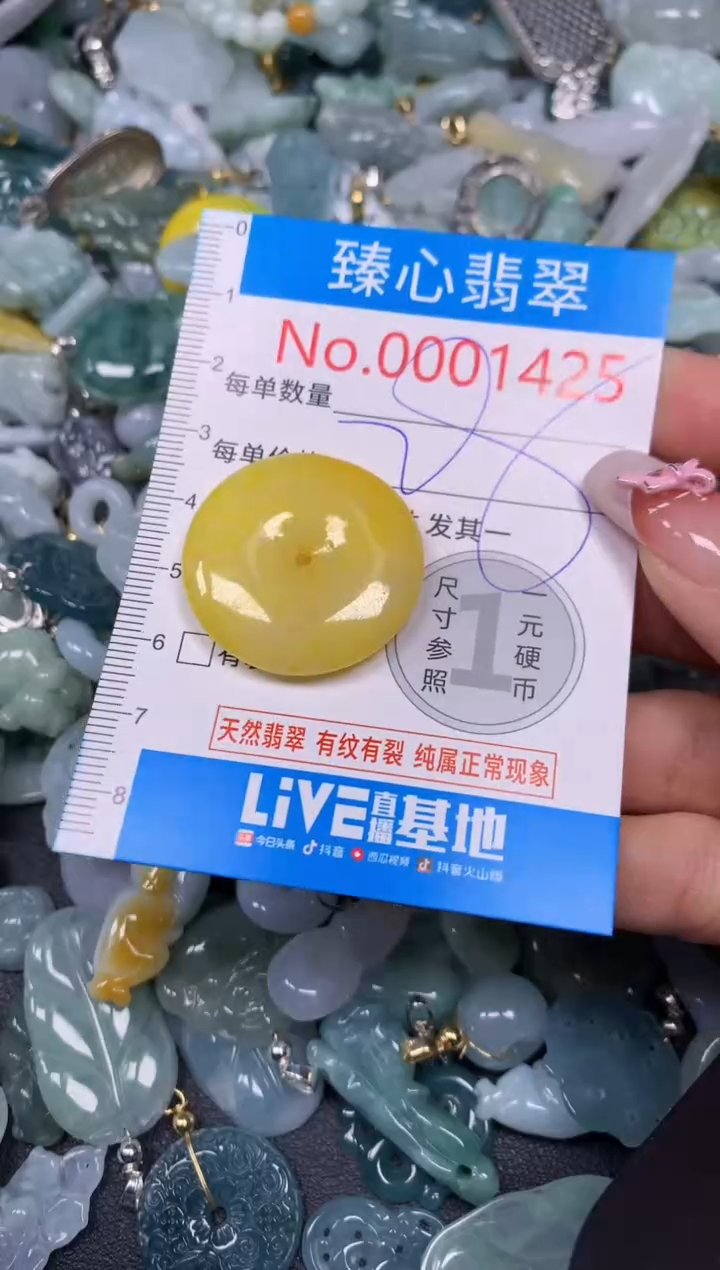 臻心翡翠
No.0001425
每单数量
每单价
发其一
尺寸参照
1
一元硬币
有
天然翡翠 有纹有裂 纯属正常现象
LiVE直播基地
今日头条 抖音 西瓜视频 抖音火山版
0
1
2
3
4
5
6
7
8